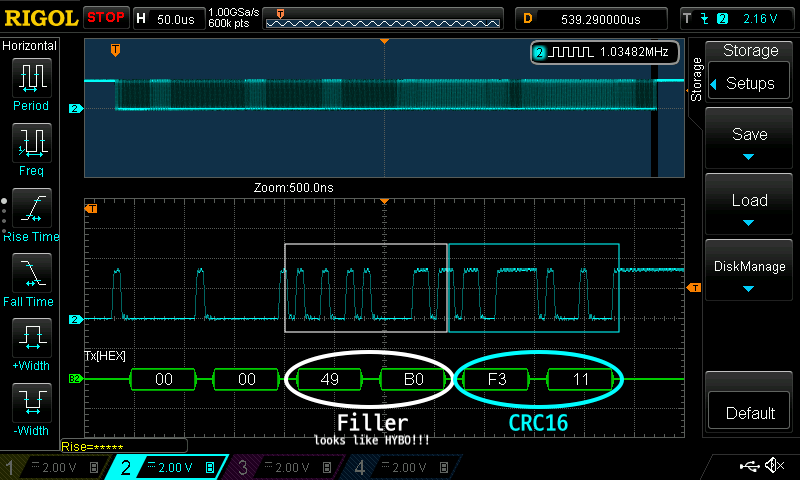 RIGOL STOP H 50.0us 1.00GSa/s 600k pts T D 539.290000us T 2 2.16 V
Horizontal
Period
Freq
Rise Time
Fall Time
+Width
-Width
T
2
2 1.03482MHz
Zoom:500.0ns
T
T
2
Tx[HEX]
B2
00 00 49 B0 F3 11
Filler
looks like HYBO!!!
CRC16
Rise=*****
Storage
Storage
Setups
Save
Load
DiskManage
Default
1 2.00 V B 2 2.00 V B 3 2.00 V B 4 2.00 V B